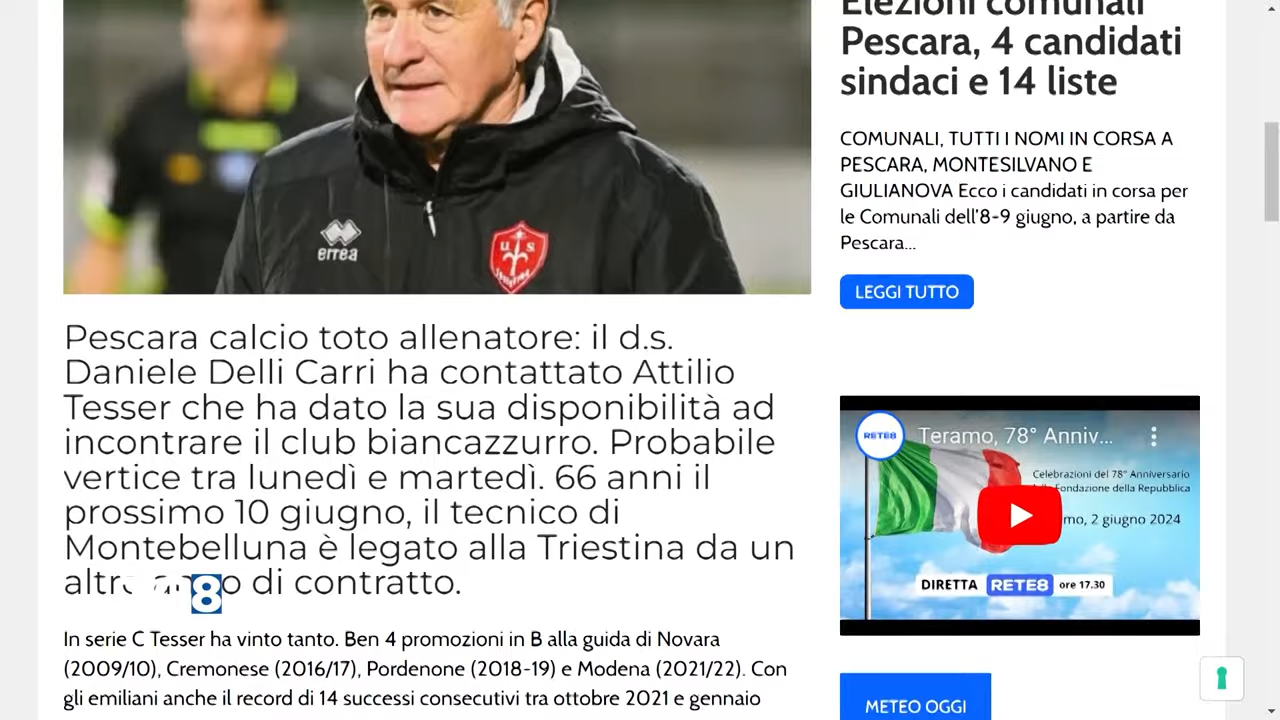 errea
U S
Pescara calcio toto allenatore: il d.s.
Daniele Delli Carri ha contattato Attilio
Tesser che ha dato la sua disponibilità ad
incontrare il club biancazzurro. Probabile
vertice tra lunedì e martedì. 66 anni il
prossimo 10 giugno, il tecnico di
Montebelluna è legato alla Triestina da un
di contratto.
8
In serie C Tesser ha vinto tanto. Ben 4 promozioni in B alla guida di Novara
(2009/10), Cremonese (2016/17), Pordenone (2018-19) e Modena (2021/22). Con
gli emiliani anche il record di 14 successi consecutivi tra ottobre 2021 e gennaio
Elezioni comunali
Pescara, 4 candidati
sindaci e 14 liste
COMUNALI, TUTTI I NOMI IN CORSA A
PESCARA, MONTESILVANO E
GIULIANOVA Ecco i candidati in corsa per
le Comunali dell'8-9 giugno, a partire da
Pescara...
LEGGI TUTTO
RETE8
Teramo, 78° Anniv...
Celebrazioni del 78° Anniversario
Fondazione della Repubblica
2 giugno 2024
DIRETTA RETE8 ore 17.30
METEO OGGI